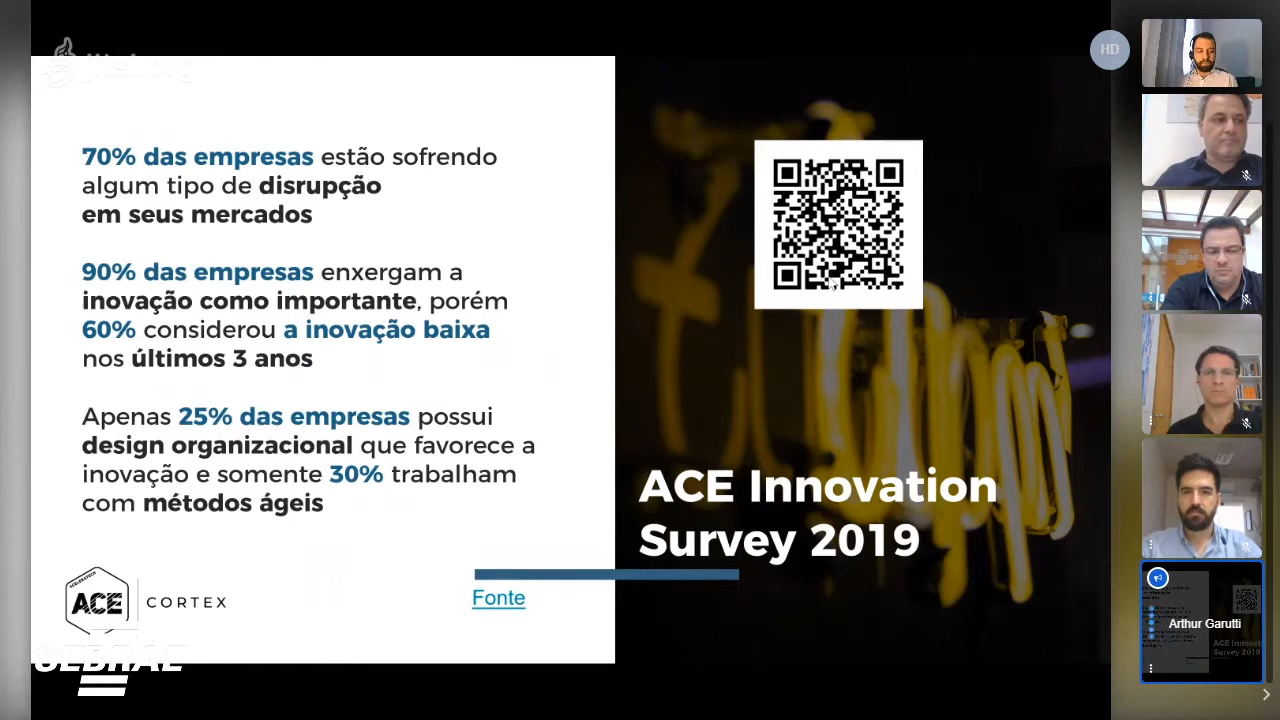 70% das empresas estão sofrendo
algum tipo de disrupção
em seus mercados
90% das empresas enxergam a
inovação como importante, porém
60% considerou a inovação baixa
nos últimos 3 anos
Apenas 25% das empresas possui
design organizacional que favorece a
inovação e somente 30% trabalham
com métodos ágeis
ACE | CORTEX
SEBRAE
Fonte
ACE Innovation
Survey 2019
HD
SEBRAE
Arthur Garutti